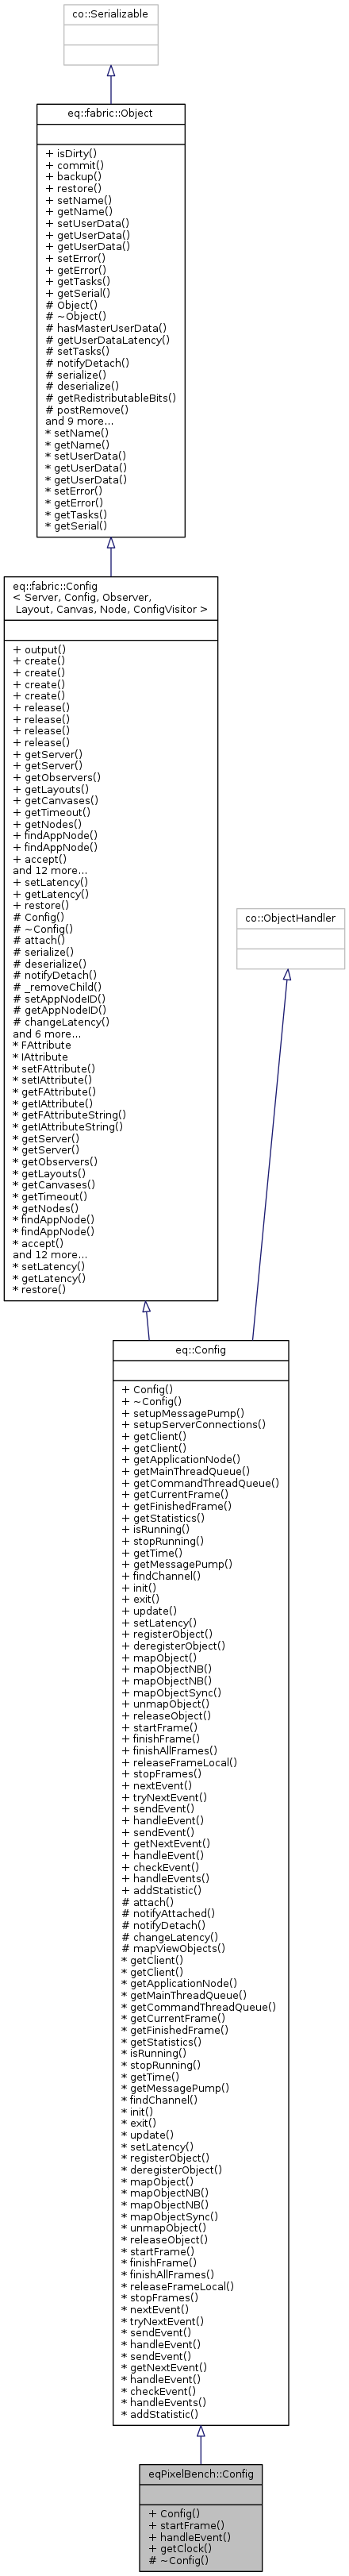 co::Serializable
eq::fabric::Object
+ isDirty()
+ commit()
+ backup()
+ restore()
+ setName()
+ getName()
+ setUserData()
+ getUserData()
+ getUserData()
+ setError()
+ getError()
+ getTasks()
+ getSerial()
# Object()
# ~Object()
# hasMasterUserData()
# getUserDataLatency()
# setTasks()
# notifyDetach()
# serialize()
# deserialize()
# getRedistributableBits()
# postRemove()
and 9 more...
* setName()
* getName()
* setUserData()
* getUserData()
* getUserData()
* setError()
* getError()
* getTasks()
* getSerial()
eq::fabric::Config
< Server, Config, Observer,
Layout, Canvas, Node, ConfigVisitor >
+ output()
+ create()
+ create()
+ create()
+ create()
+ release()
+ release()
+ release()
+ release()
+ getServer()
+ getServer()
+ getObservers()
+ getLayouts()
+ getCanvases()
+ getTimeout()
+ getNodes()
+ findAppNode()
+ findAppNode()
+ accept()
and 12 more...
+ setLatency()
+ getLatency()
+ restore()
# Config()
# ~Config()
# attach()
# serialize()
# deserialize()
# notifyDetach()
# _removeChild()
# setAppNodeID()
# getAppNodeID()
# changeLatency()
and 6 more...
* FAttribute
* IAttribute
* setFAttribute()
* setIAttribute()
* getFAttribute()
* getIAttribute()
* getFAttributeString()
* getIAttributeString()
* getServer()
* getServer()
* getObservers()
* getLayouts()
* getCanvases()
* getTimeout()
* getNodes()
* findAppNode()
* findAppNode()
* accept()
and 12 more...
* setLatency()
* getLatency()
* restore()
co::ObjectHandler
eq::Config
+ Config()
+ ~Config()
+ setupMessagePump()
+ setupServerConnections()
+ getClient()
+ getClient()
+ getApplicationNode()
+ getMainThreadQueue()
+ getCommandThreadQueue()
+ getCurrentFrame()
+ getFinishedFrame()
+ getStatistics()
+ isRunning()
+ stopRunning()
+ getTime()
+ getMessagePump()
+ findChannel()
+ init()
+ exit()
+ update()
+ setLatency()
+ registerObject()
+ deregisterObject()
+ mapObject()
+ mapObjectNB()
+ mapObjectNB()
+ mapObjectSync()
+ unmapObject()
+ releaseObject()
+ startFrame()
+ finishFrame()
+ finishAllFrames()
+ releaseFrameLocal()
+ stopFrames()
+ nextEvent()
+ tryNextEvent()
+ sendEvent()
+ handleEvent()
+ sendEvent()
+ getNextEvent()
+ handleEvent()
+ checkEvent()
+ handleEvents()
+ addStatistic()
# attach()
# notifyAttached()
# notifyDetach()
# changeLatency()
# mapViewObjects()
* getClient()
* getClient()
* getApplicationNode()
* getMainThreadQueue()
* getCommandThreadQueue()
* getCurrentFrame()
* getFinishedFrame()
* getStatistics()
* isRunning()
* stopRunning()
* getTime()
* getMessagePump()
* findChannel()
* init()
* exit()
* update()
* setLatency()
* registerObject()
* deregisterObject()
* mapObject()
* mapObjectNB()
* mapObjectNB()
* mapObjectSync()
* unmapObject()
* releaseObject()
* startFrame()
* finishFrame()
* finishAllFrames()
* releaseFrameLocal()
* stopFrames()
* nextEvent()
* tryNextEvent()
* sendEvent()
* handleEvent()
* sendEvent()
* getNextEvent()
* handleEvent()
* checkEvent()
* handleEvents()
* addStatistic()
eqPixelBench::Config
+ Config()
+ startFrame()
+ handleEvent()
+ getClock()
# ~Config()